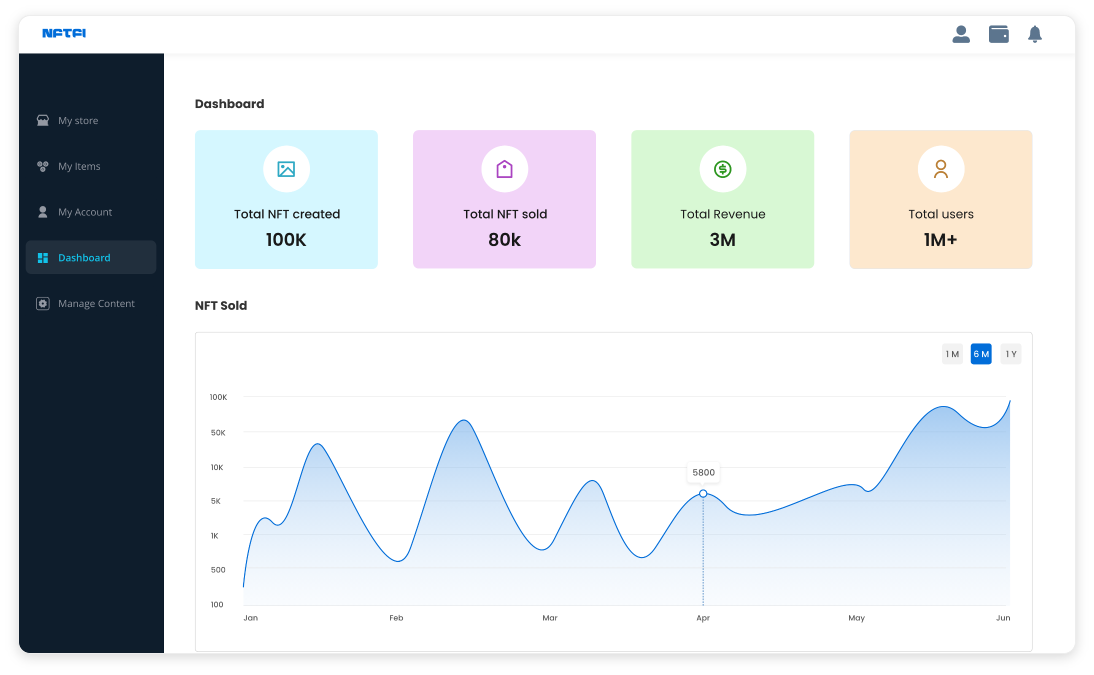 NFTFI
My store
My Items
My Account
Dashboard
Manage Content
Dashboard
Total NFT created
100K
Total NFT sold
80k
Total Revenue
3M
Total users
1M+
NFT Sold
1 M
6 M
1 Y
100K
50K
10K
5K
1K
500
100
5800
Jan
Feb
Mar
Apr
May
Jun